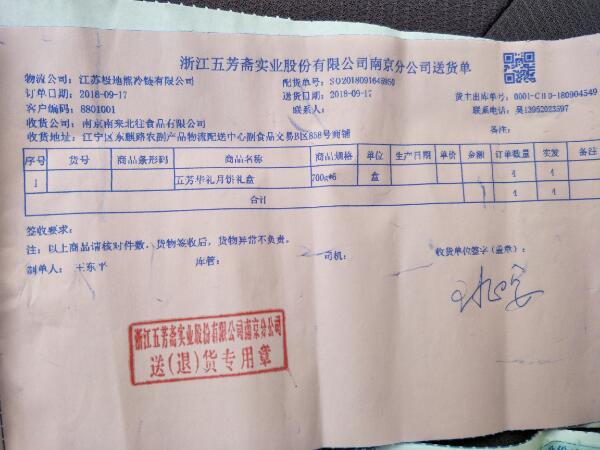 浙江五芳斋实业股份有限公司南京分公司送货单
物流公司：江苏极地熊冷链有限公司 配货单号：SO2018091648950
订单日期：2018-09-17 送货日期：2018-09-17 货主出库单号：0001-CHD-180904549
客户编码：8801001 联系人： 联系电话：吴13952023597
收货公司：南京南来北往食品有限公司 备注：
收货地址：江宁区东麒路农副产品物流配送中心副食品交易B区858号商铺
序号 货号 商品条形码 商品名称 商品规格 单位 生产日期 单价 金额 订单数量 实发 备注
1 五芳华礼月饼礼盒 700g*6 盒 1 1
合计 1 1
签收要求：
注：以上商品请核对件数、货物签收后，货物异常不负责。
制单人：王东平 库管： 司机： 收货单位签字(盖章)：
浙江五芳斋实业股份有限公司南京分公司
送(退)货专用章